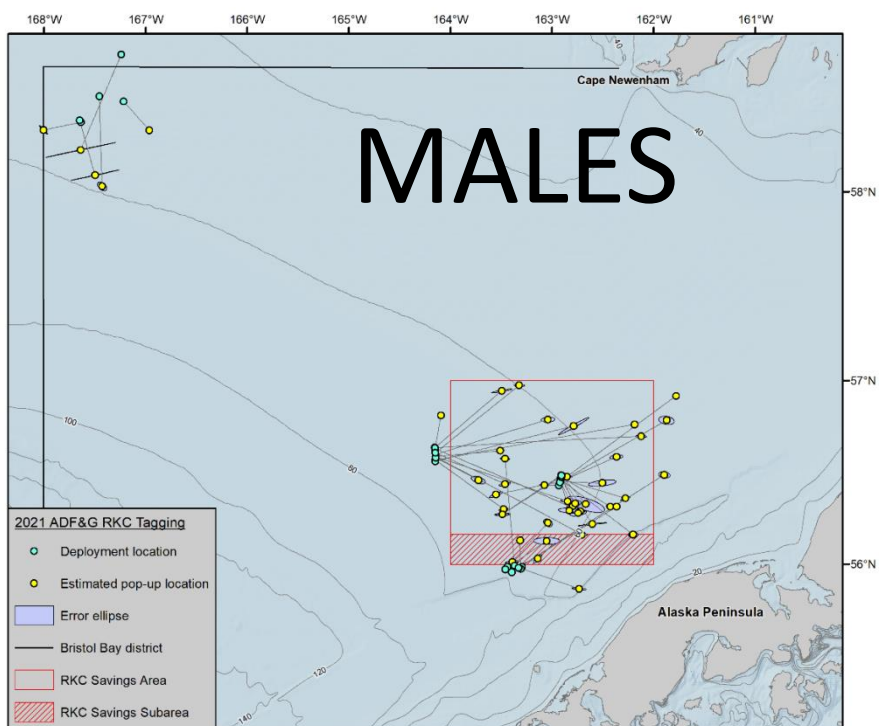 168°W 167°W 166°W 165°W 164°W 163°W 162°W 161°W
40
Cape Newenham
40
MALES
58°N
57°N
100
80
2021 ADF&G RKC Tagging
Deployment location
Estimated pop-up location
Error ellipse
Bristol Bay district
RKC Savings Area
RKC Savings Subarea
56°N
20
Alaska Peninsula
120
140